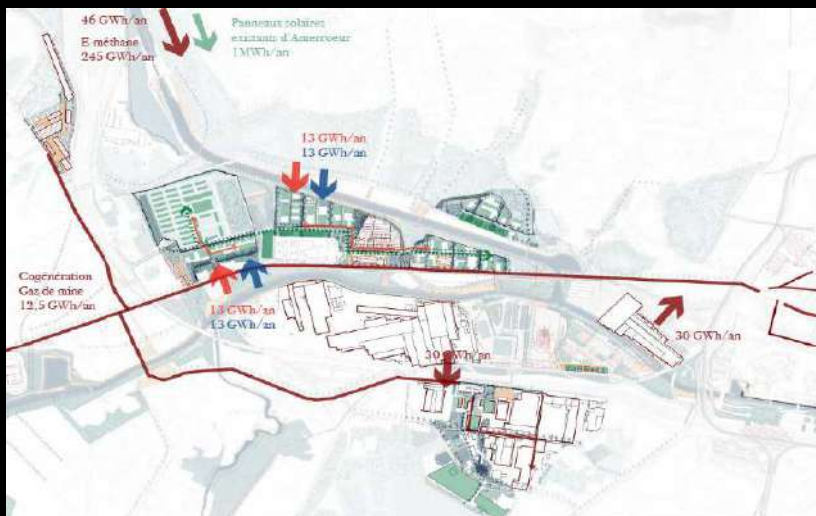 46 GWh/an
E-méthane
245 GWh/an
Panneaux solaires
existants d'Amercoeur
1MWh/an
13 GWh/an
13 GWh/an
Cogénération
Gaz de mine
12,5 GWh/an
13 GWh/an
13 GWh/an
30 GWh/an
30 GWh/an